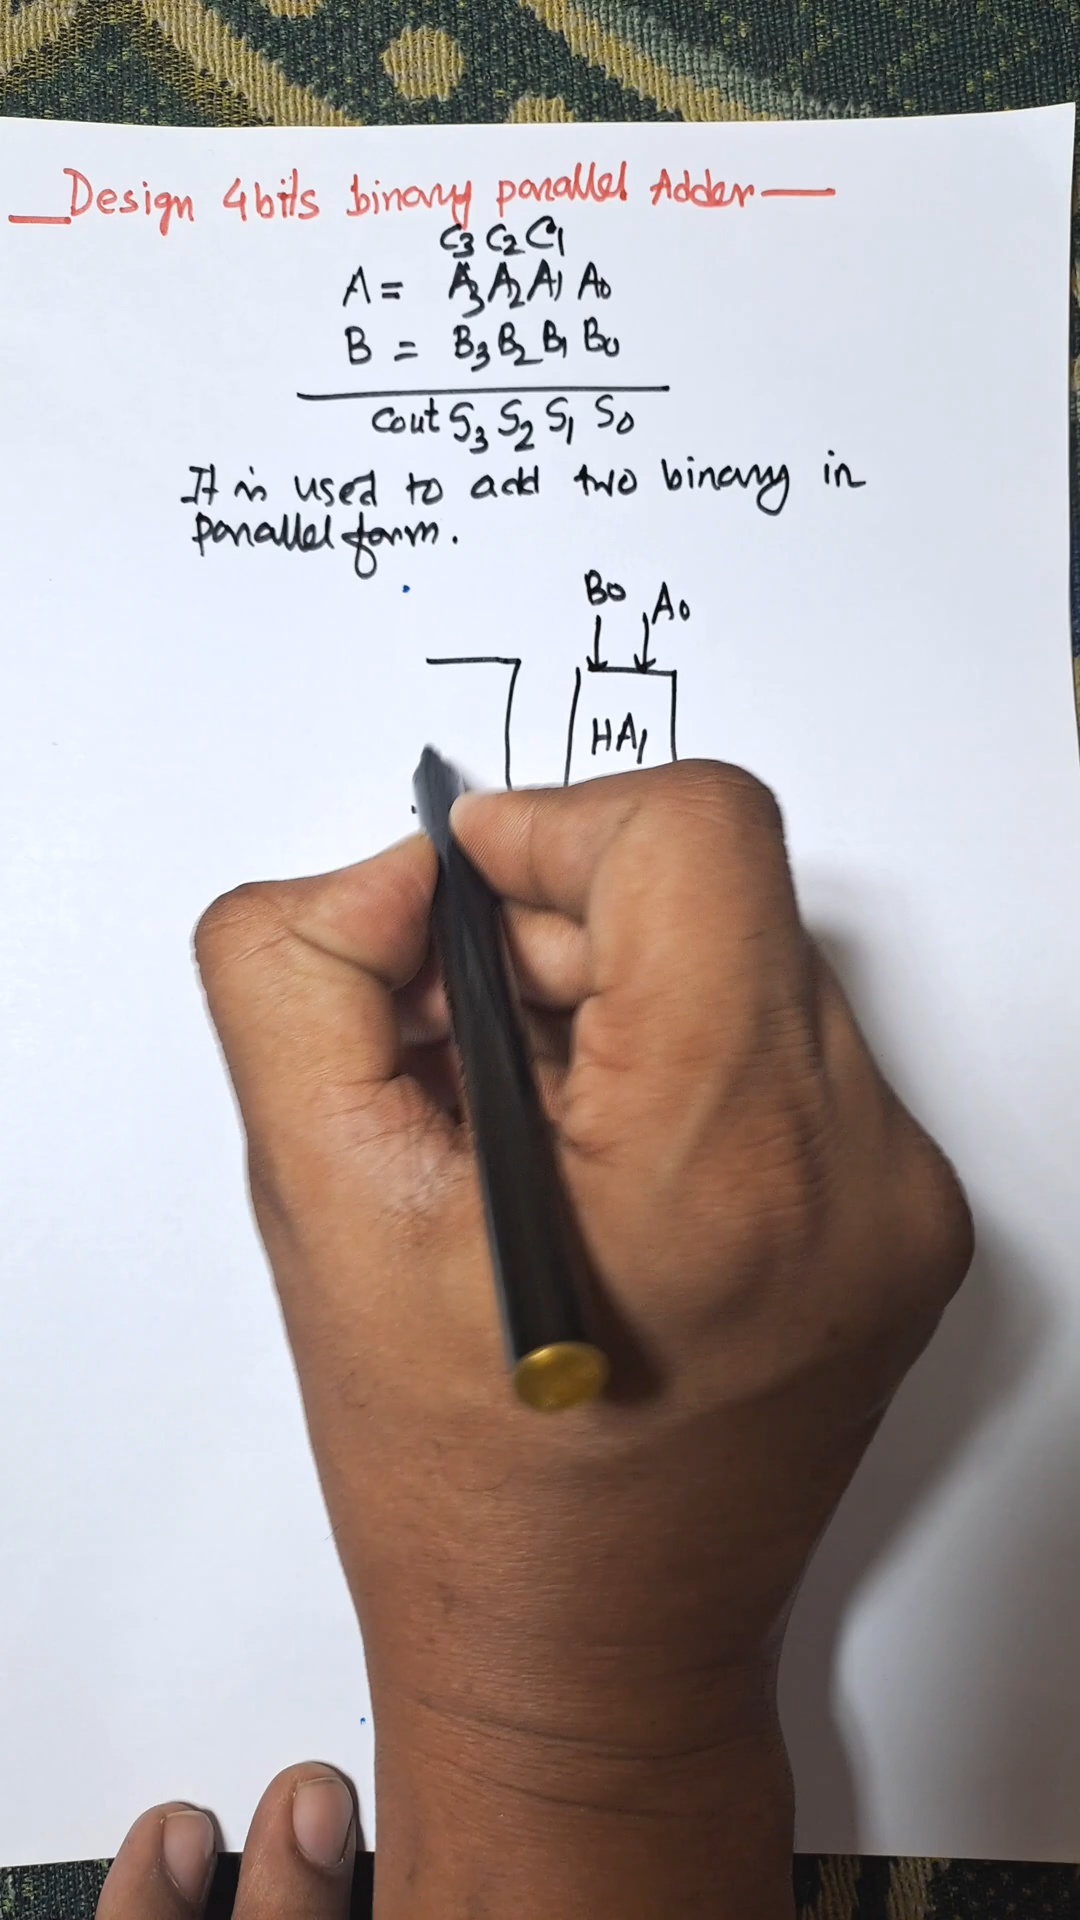 Design 4bits binary parallel Adder
C3 C2 C1
A = A3 A2 A1 A0
B = B3 B2 B1 B0
Cout S3 S2 S1 S0
It is used to add two binary in
parallel form.
B0 A0
HA1